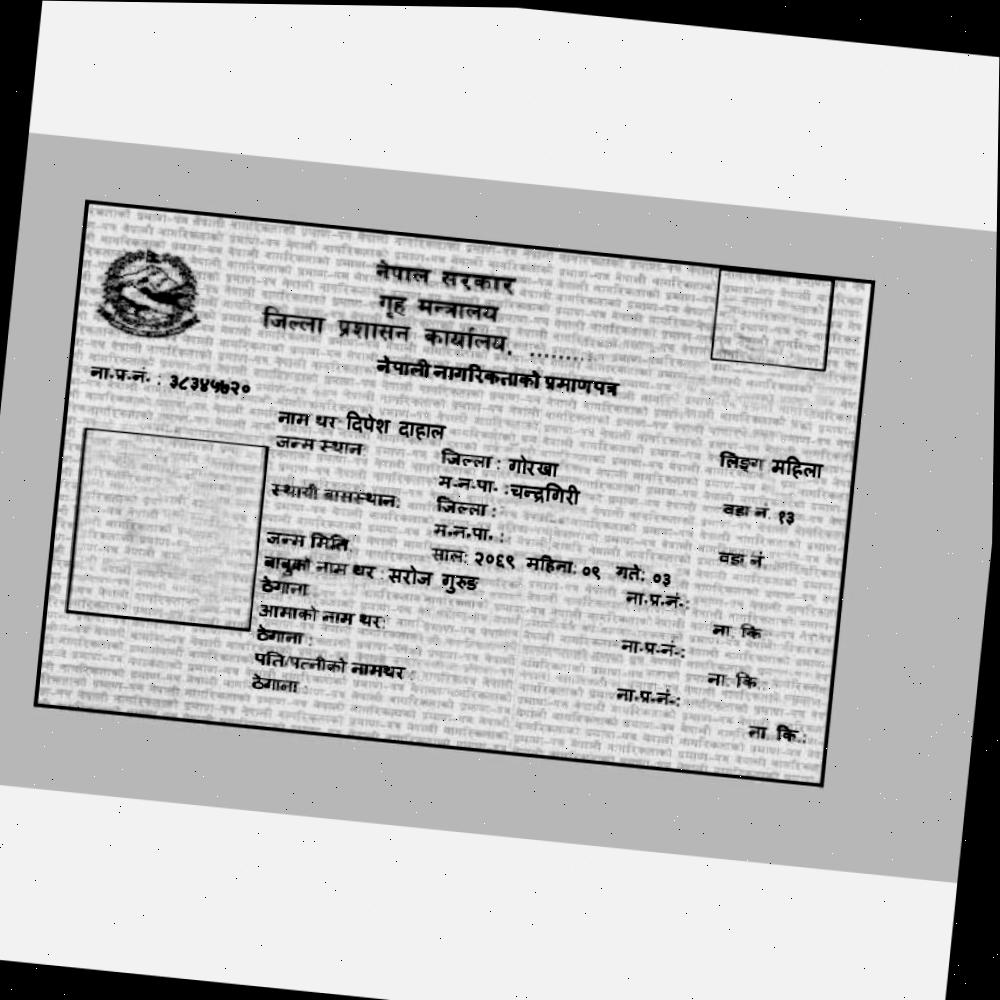 नेपाल सरकार
गृह मन्त्रालय
जिल्ला प्रशासन कार्यालय, .........
नेपाली नागरिकताको प्रमाणपत्र
ना.प्र.नं. : ३८३४५७२०
नाम थर: दिपेश दाहाल
लिङ्ग महिला
जन्म स्थान: जिल्ला : गोरखा
म.न.पा. : चन्द्रगिरी वडा नं. १३
स्थायी बासस्थान: जिल्ला :
म.न.पा. : वडा नं
जन्म मिति: साल: २०६९ महिना: ०९ गते: ०३
बाबुको नाम थर : सरोज गुरुङ ना.प्र.नं.:
ठेगाना ना. कि
आमाको नाम थर: ना.प्र.नं.:
ठेगाना : ना. कि.
पति/पत्नीको नामथर : ना.प्र.नं.:
ठेगाना : ना. कि.: